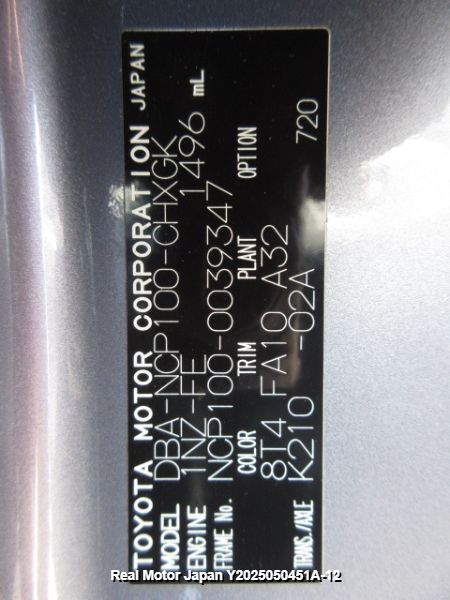 TOYOTA MOTOR CORPORATION JAPAN
MODEL DBA-NCP100-CHXGK
ENGINE 1NZ-FE 1496 mL
FRAME No. NCP100-0039347
COLOR TRIM PLANT OPTION
8T4 FA10 A32 720
TRANS./AXLE K210 -02A
Real Motor Japan Y2025050451A-12